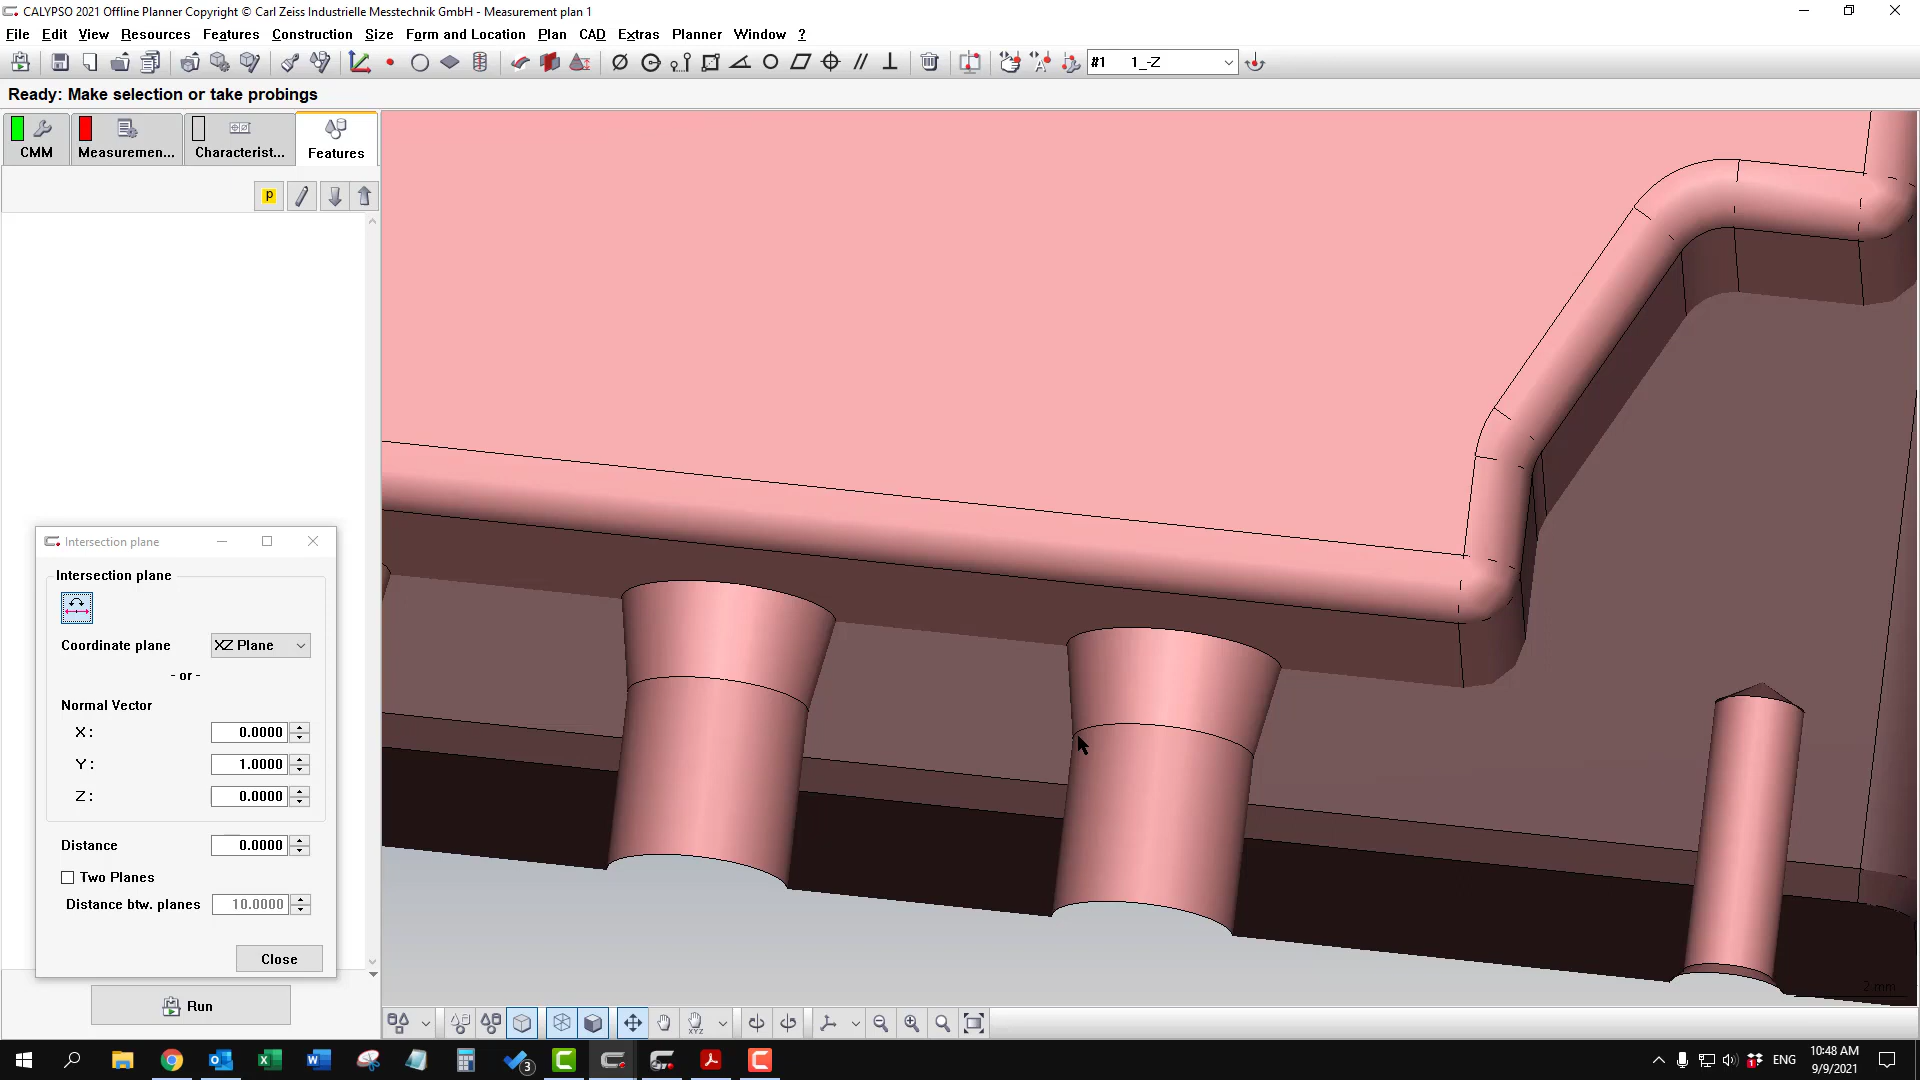 CALYPSO 2021 Offline Planner Copyright © Carl Zeiss Industrielle Messtechnik GmbH - Measurement plan 1
File Edit View Resources Features Construction Size Form and Location Plan CAD Extras Planner Window ?
#1 1_-Z
Ready: Make selection or take probings
CMM Measuremen... Characterist... Features
p
Intersection plane
Intersection plane
Coordinate plane XZ Plane
- or -
Normal Vector
X: 0.0000
Y: 1.0000
Z: 0.0000
Distance 0.0000
Two Planes
Distance btw. planes 10.0000
Close
Run
2 mm
XYZ
3
ENG
10:48 AM
9/9/2021